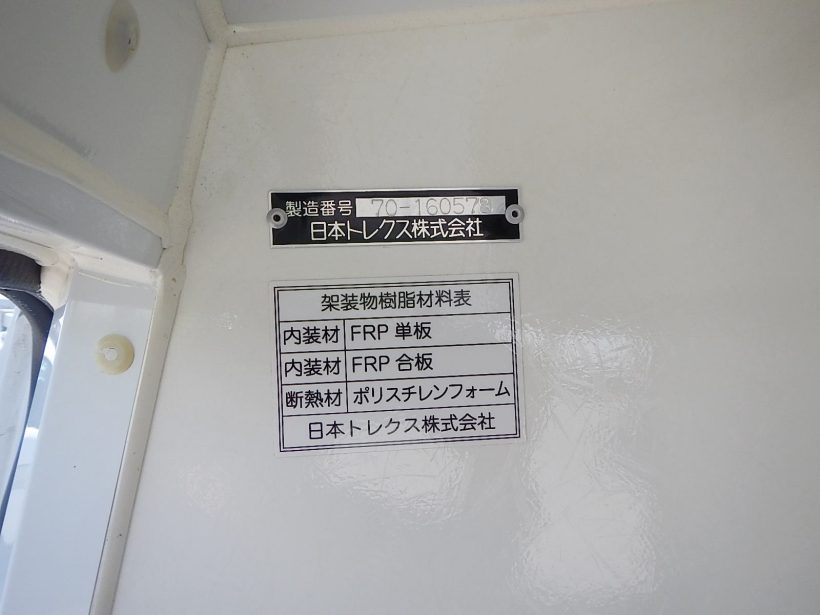 製造番号 70-160578
日本トレクス株式会社
架装物樹脂材料表
内装材 FRP 単板
内装材 FRP 合板
断熱材 ポリスチレンフォーム
日本トレクス株式会社